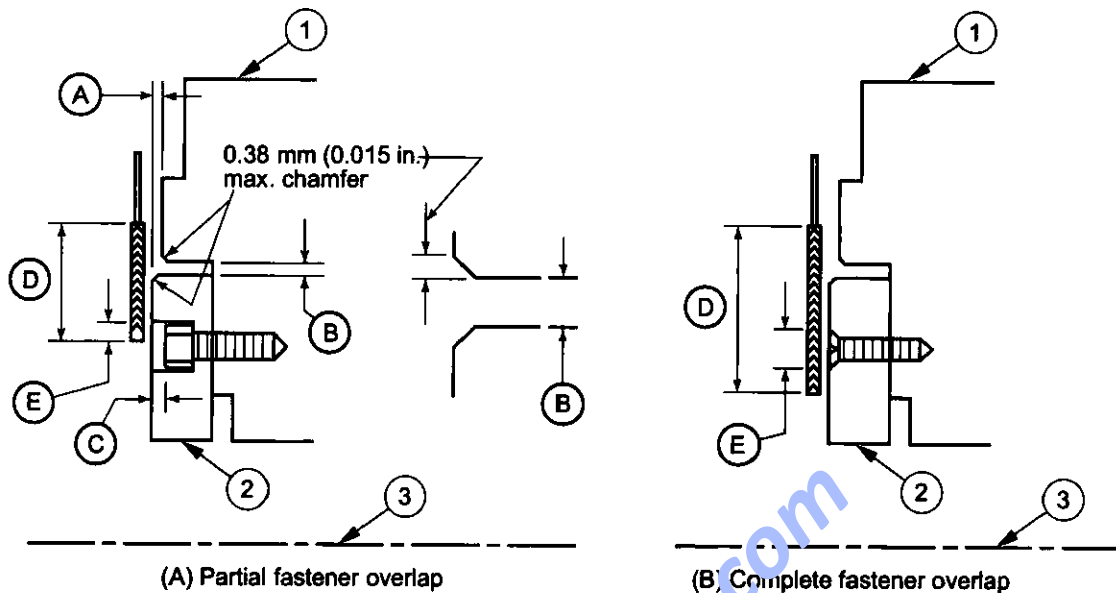 1
A
0.38 mm (0.015 in.)
max. chamfer
D
B
E
C
B
2
3
(A) Partial fastener overlap
1
D
E
2
3
(B) Complete fastener overlap
com